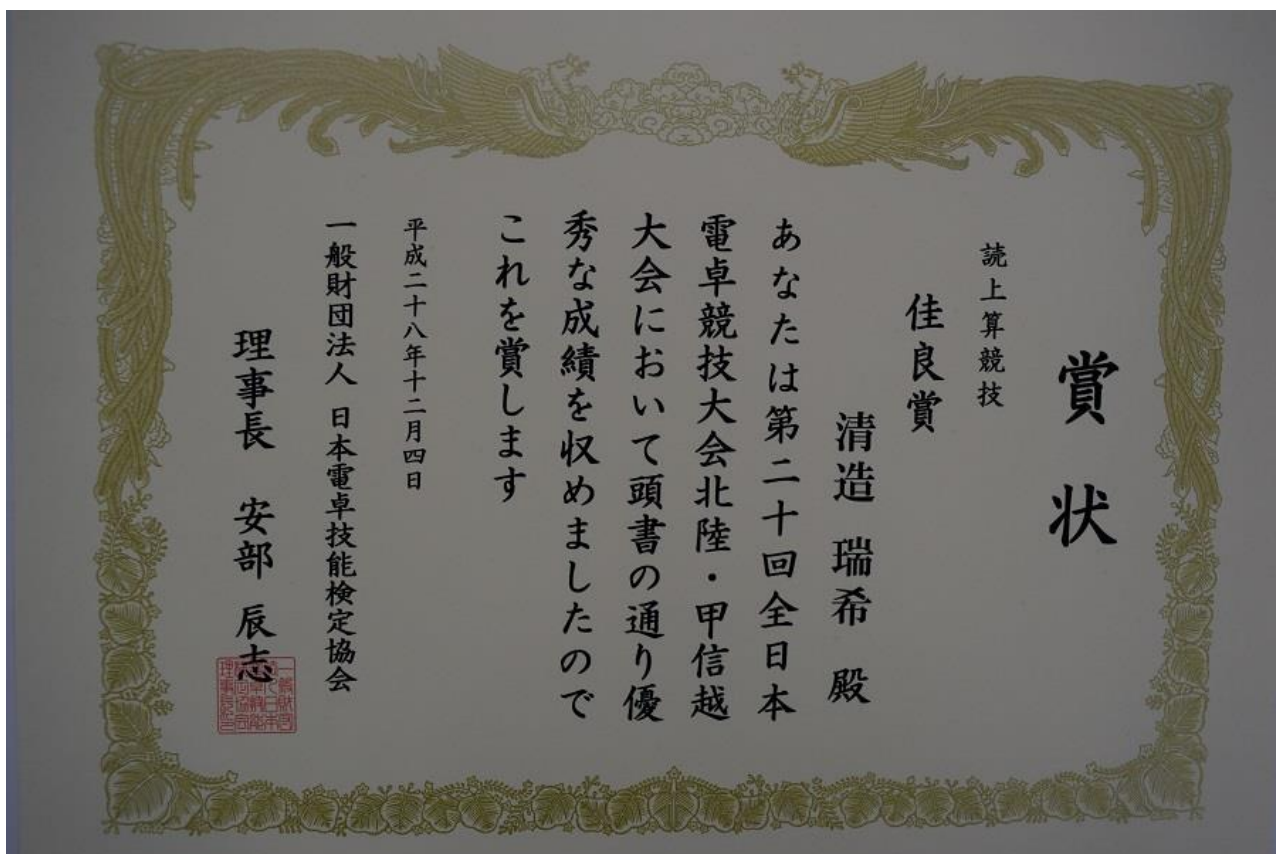 賞状
読上算競技
佳良賞
清造 瑞希 殿
あなたは第二十回全日本
電卓競技大会北陸・甲信越
大会において頭書の通り優
秀な成績を収めましたので
これを賞します
平成二十八年十二月四日
一般財団法人 日本電卓技能検定協会
理事長 安部 辰志